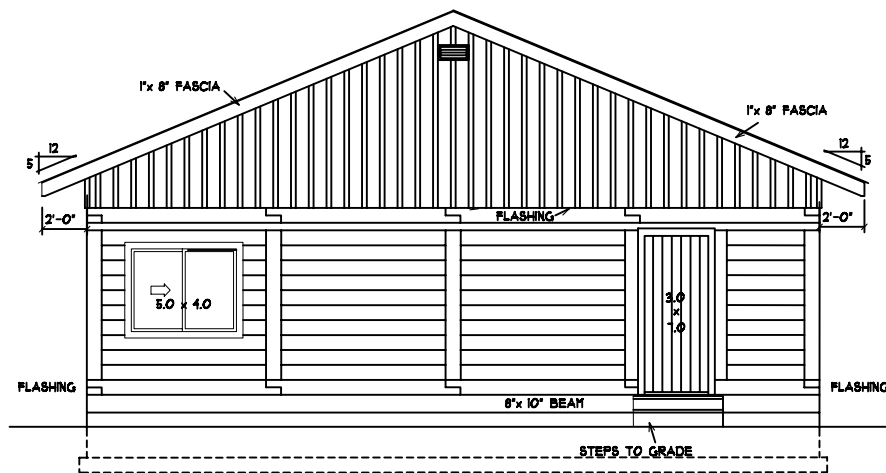 1"x 8" FASCIA
1"x 8" FASCIA
12
5
12
5
2'-0"
FLASHING
2'-0"
5.0 x 4.0
3.0
x
7.0
FLASHING
FLASHING
8"x 10" BEAM
STEPS TO GRADE